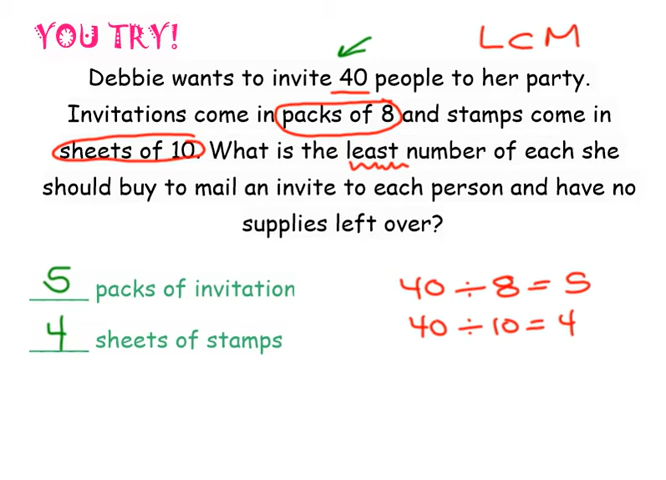 YOU TRY!
LCM
Debbie wants to invite 40 people to her party.
Invitations come in packs of 8 and stamps come in
sheets of 10. What is the least number of each she
should buy to mail an invite to each person and have no
supplies left over?
5 packs of invitation
40 ÷ 8 = 5
4 sheets of stamps
40 ÷ 10 = 4